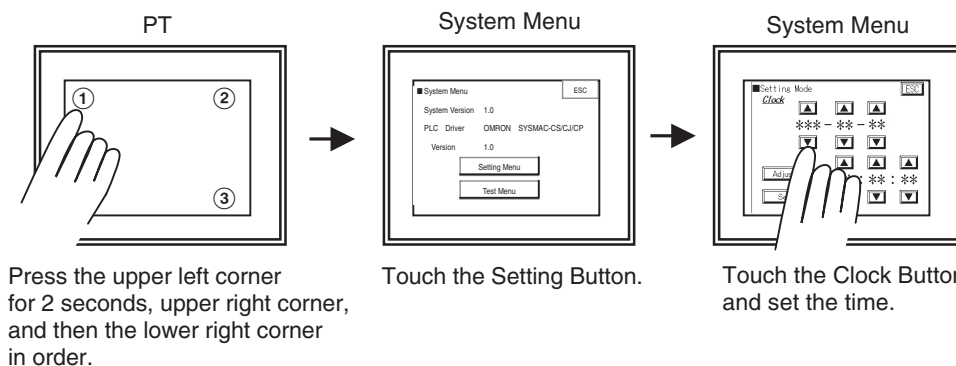 PT
①
②
③
Press the upper left corner
for 2 seconds, upper right corner,
and then the lower right corner
in order.
System Menu
■System Menu
ESC
System Version 1.0
PLC Driver OMRON SYSMAC-CS/CJ/CP
Version 1.0
Setting Menu
Test Menu
Touch the Setting Button.
System Menu
■Setting Mode
ESC
Clock
▲ ▲ ▲
***-**-**
▼ ▼ ▼
▲ ▲ ▲
: ** : **
▼ ▼
Touch the Clock
and set the time.